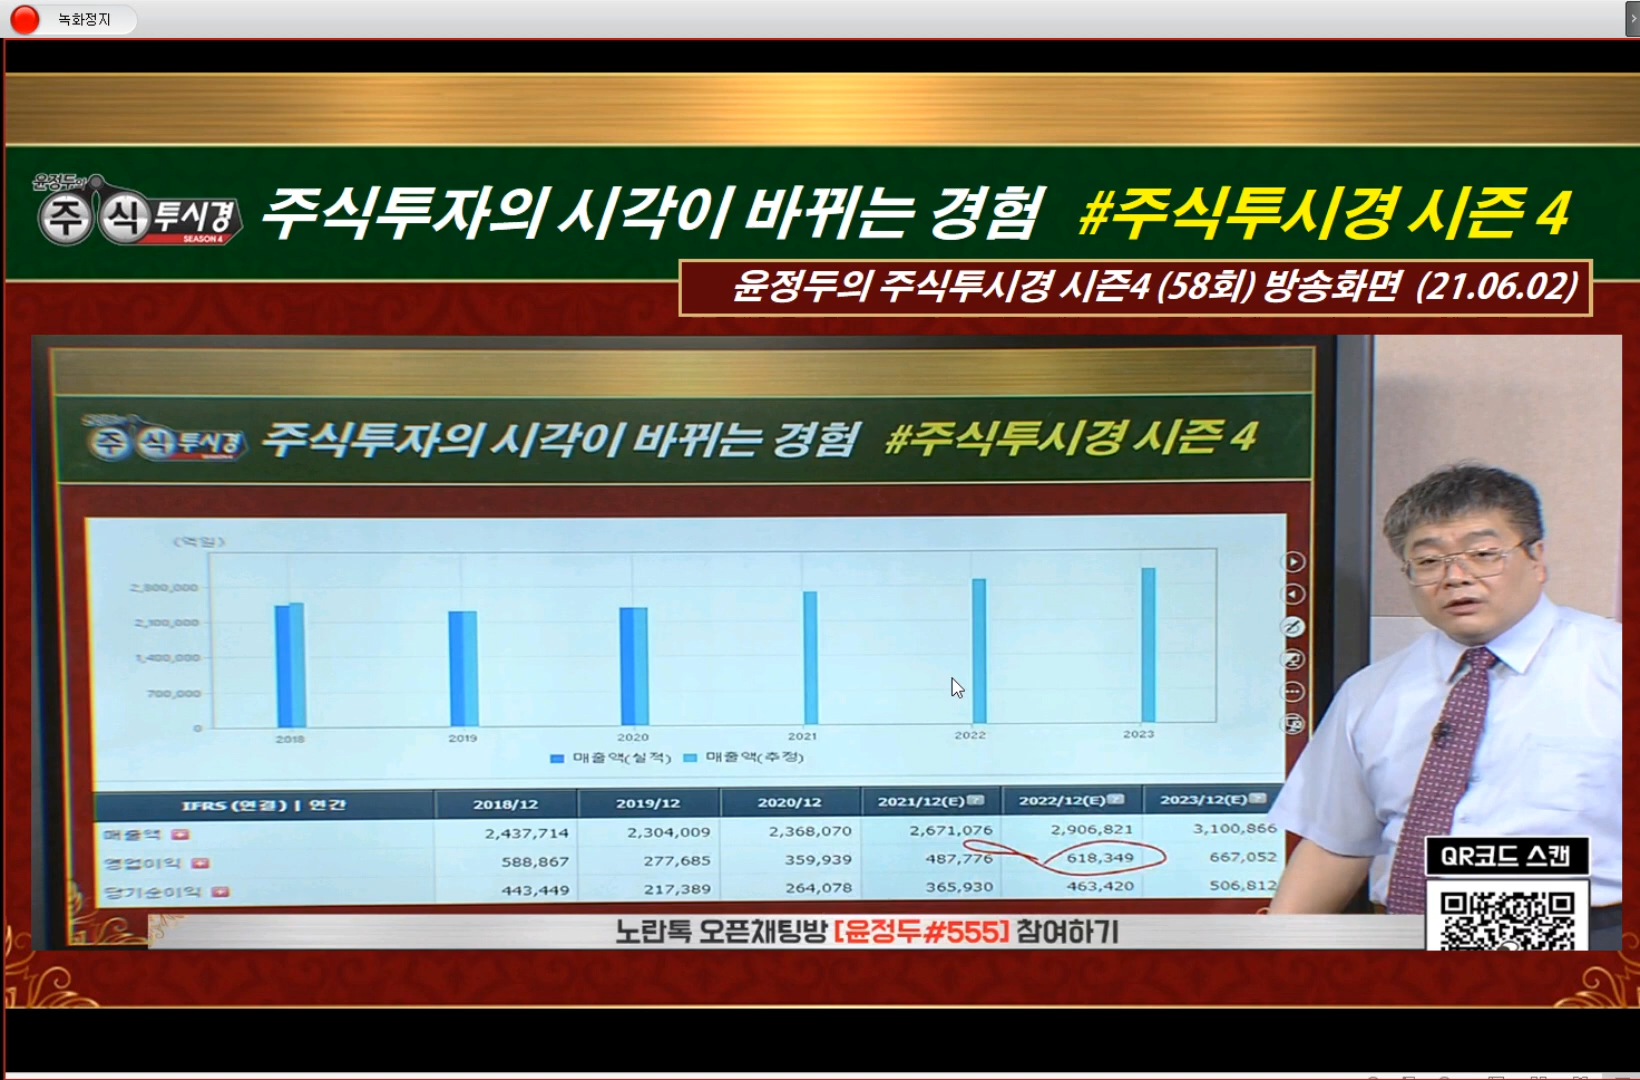 녹화정지
윤정두의
주식투시경
SEASON 4
주식투자의 시각이 바뀌는 경험 #주식투시경 시즌 4
윤정두의 주식투시경 시즌4 (58회) 방송화면 (21.06.02)
주식투시경
주식투자의 시각이 바뀌는 경험 #주식투시경 시즌 4
2,800,000
2,100,000
1,400,000
700,000
0
2018 2019 2020 2021 2022 2023
매출액(실적) 매출액(추정)
IFRS (연결) | 연간 2018/12 2019/12 2020/12 2021/12(E) 2022/12(E) 2023/12(E)
매출액 2,437,714 2,304,009 2,368,070 2,671,076 2,906,821 3,100,866
영업이익 588,867 277,685 359,939 487,776 618,349 667,052
당기순이익 443,449 217,389 264,078 365,930 463,420 506,812
QR코드 스캔
노란톡 오픈채팅방 [윤정두#555] 참여하기